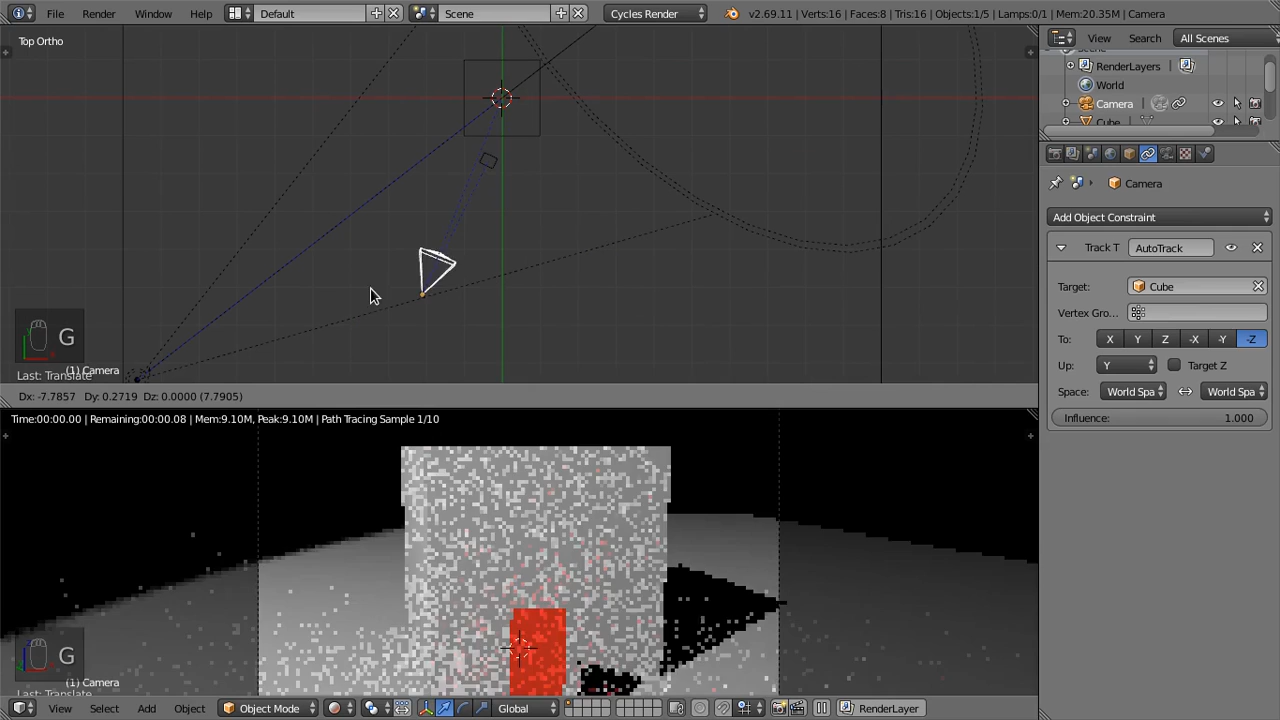 File Render Window Help Default Scene Cycles Render v2.69.11 | Verts:16 | Faces:8 | Tris:16 | Objects:1/5 | Lamps:0/1 | Mem:20.35M | Camera
Top Ortho
View Search All Scenes
RenderLayers
World
Camera
Cube
Camera
Add Object Constraint
Track T AutoTrack
Target: Cube
Vertex Gro...
To: X Y Z -X -Y -Z
Up: Y Target Z
Space: World Spa World Spa
Influence: 1.000
G
(1) Camera
Last: Translate
Dx: -7.7857 Dy: 0.2719 Dz: 0.0000 (7.7905)
Time:00:00.00 | Remaining:00:00.08 | Mem:9.10M, Peak:9.10M | Path Tracing Sample 1/10
G
(1) Camera
Last: Translate
View Select Add Object Object Mode Global RenderLayer